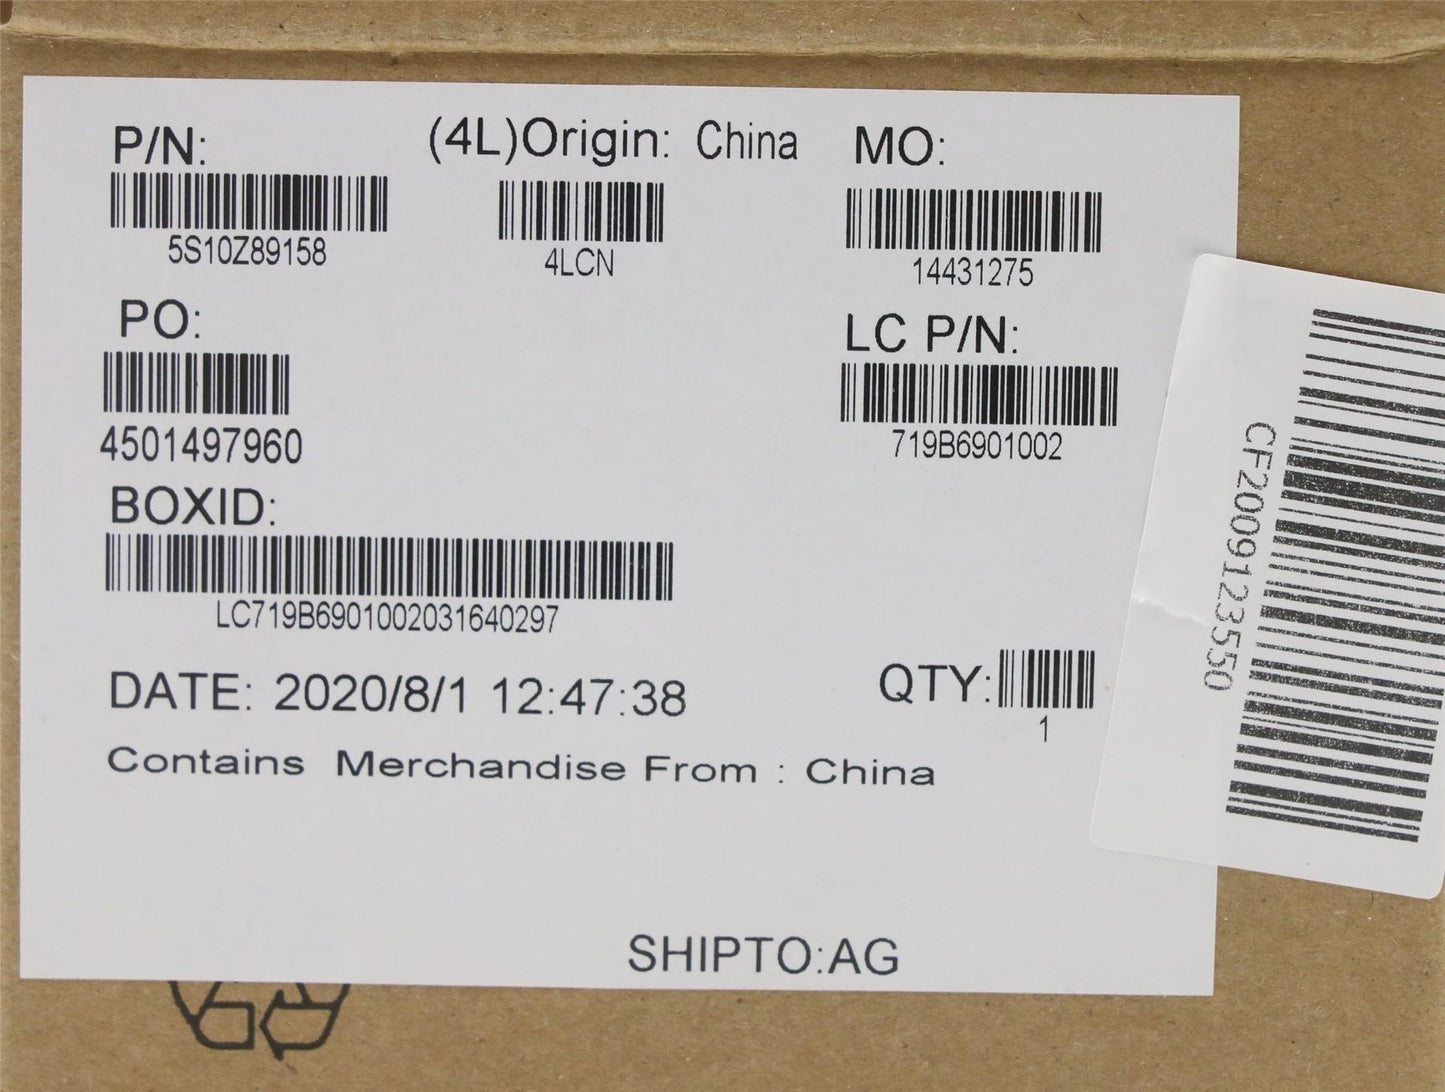 P/N:
5S10Z89158
(4L)Origin: China
4LCN
MO:
14431275
PO:
4501497960
LC P/N:
719B6901002
BOXID:
LC719B6901002031640297
DATE: 2020/8/1 12:47:38
QTY:
1
Contains Merchandise From : China
SHIPTO:AG
CF2009123550